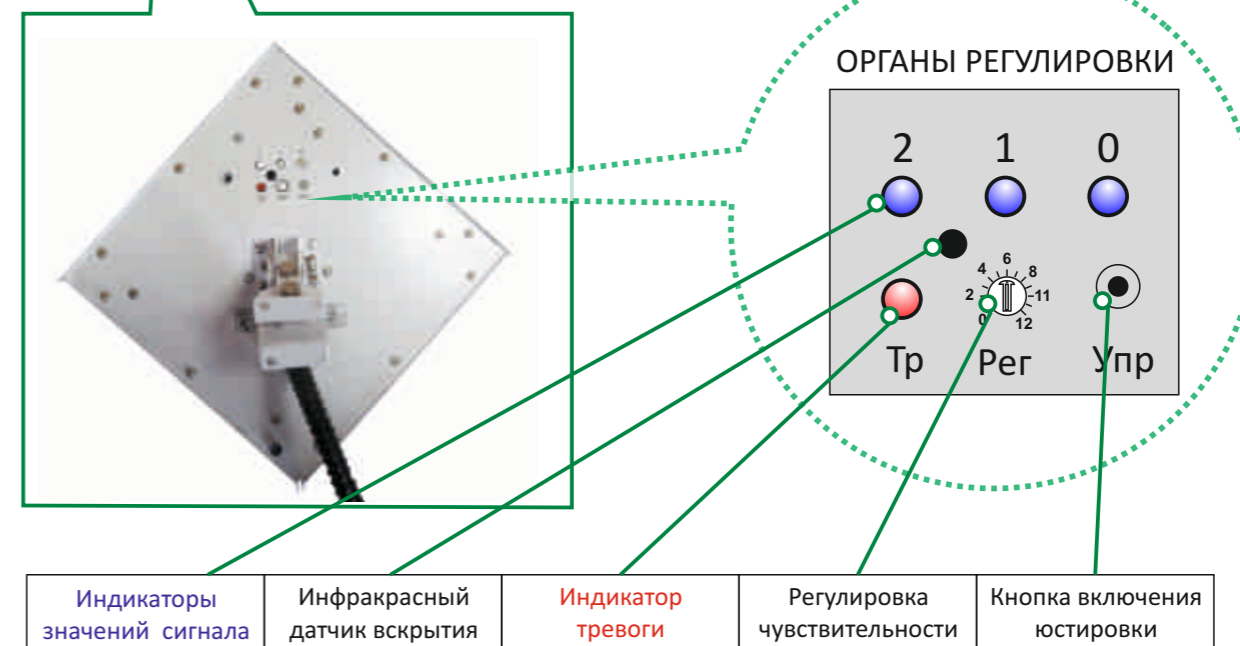 ОРГАНЫ РЕГУЛИРОВКИ
2 1 0
6
4 8
2 11
0 12
Тр Рег Упр
Индикаторы
значений сигнала
Инфракрасный
датчик вскрытия
Индикатор
тревоги
Регулировка
чувствительности
Кнопка включения
юстировки